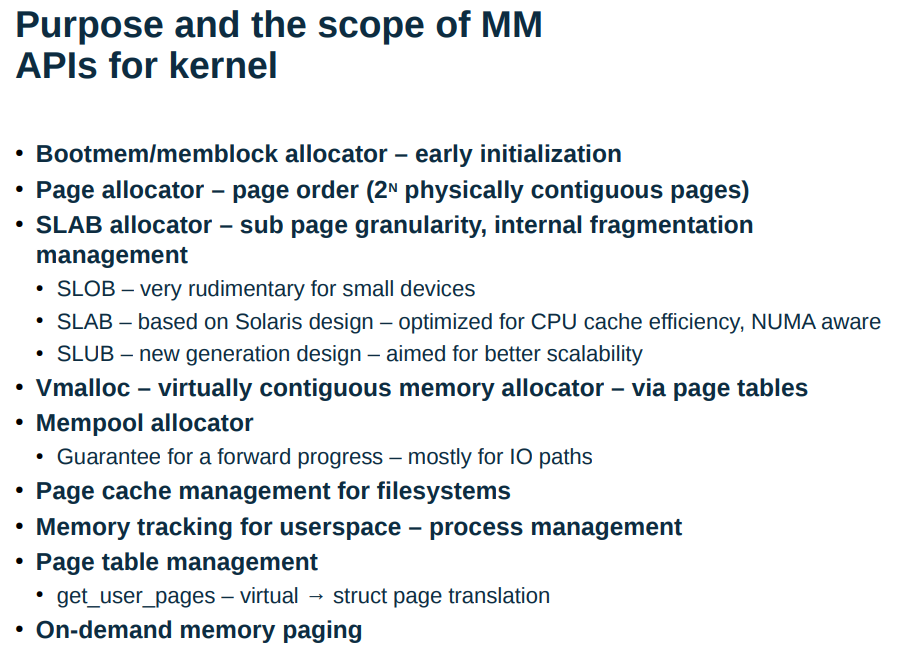 Purpose and the scope of MM
APIs for kernel
• Bootmem/memblock allocator – early initialization
• Page allocator – page order (2ᴺ physically contiguous pages)
• SLAB allocator – sub page granularity, internal fragmentation
management
• SLOB – very rudimentary for small devices
• SLAB – based on Solaris design – optimized for CPU cache efficiency, NUMA aware
• SLUB – new generation design – aimed for better scalability
• Vmalloc – virtually contiguous memory allocator – via page tables
• Mempool allocator
• Guarantee for a forward progress – mostly for IO paths
• Page cache management for filesystems
• Memory tracking for userspace – process management
• Page table management
• get_user_pages – virtual → struct page translation
• On-demand memory paging